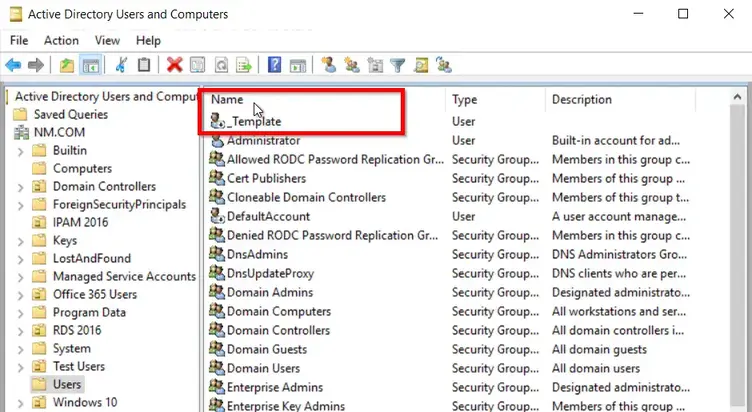 Active Directory Users and Computers
File Action View Help
Active Directory Users and Comput
Saved Queries
NM.COM
Builtin
Computers
Domain Controllers
ForeignSecurityPrincipals
IPAM 2016
Keys
LostAndFound
Managed Service Accounts
Office 365 Users
Program Data
RDS 2016
System
Test Users
Users
Windows 10
Name Type Description
_Template User
Administrator User Built-in account for ad...
Allowed RODC Password Replication Gr... Security Group... Members in this group c...
Cert Publishers Security Group... Members of this group ...
Cloneable Domain Controllers Security Group... Members of this group t...
DefaultAccount User A user account manage...
Denied RODC Password Replication Gr... Security Group... Members in this group c...
DnsAdmins Security Group... DNS Administrators Gro...
DnsUpdateProxy Security Group... DNS clients who are per...
Domain Admins Security Group... Designated administrato...
Domain Computers Security Group... All workstations and ser...
Domain Controllers Security Group... All domain controllers i...
Domain Guests Security Group... All domain guests
Domain Users Security Group... All domain users
Enterprise Admins Security Group... Designated administrato...
Enterprise Key Admins Security Group... Members of this group ...